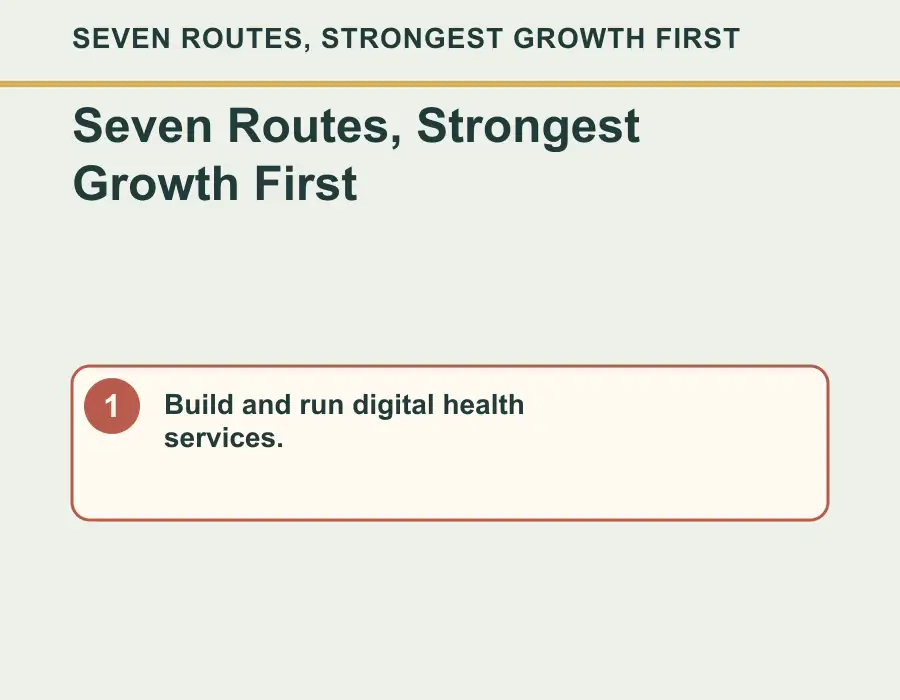 SEVEN ROUTES, STRONGEST GROWTH FIRST
Seven Routes, Strongest
Growth First
1
Build and run digital health
services.